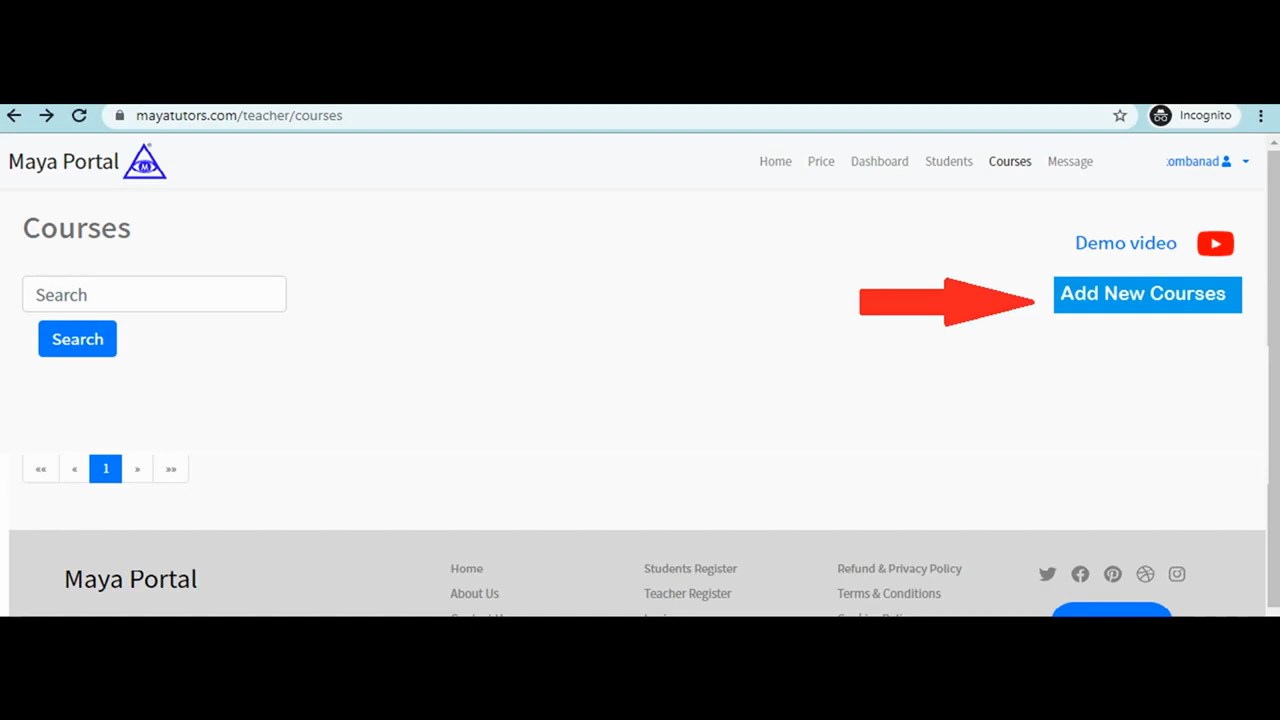 mayatutors.com/teacher/courses
Incognito
Maya Portal
M
Home Price Dashboard Students Courses Message
ombanad
Courses
Demo video
Search
Add New Courses
Search
«« « 1 » »»
Maya Portal
Home
Students Register
Refund & Privacy Policy
About Us
Teacher Register
Terms & Conditions